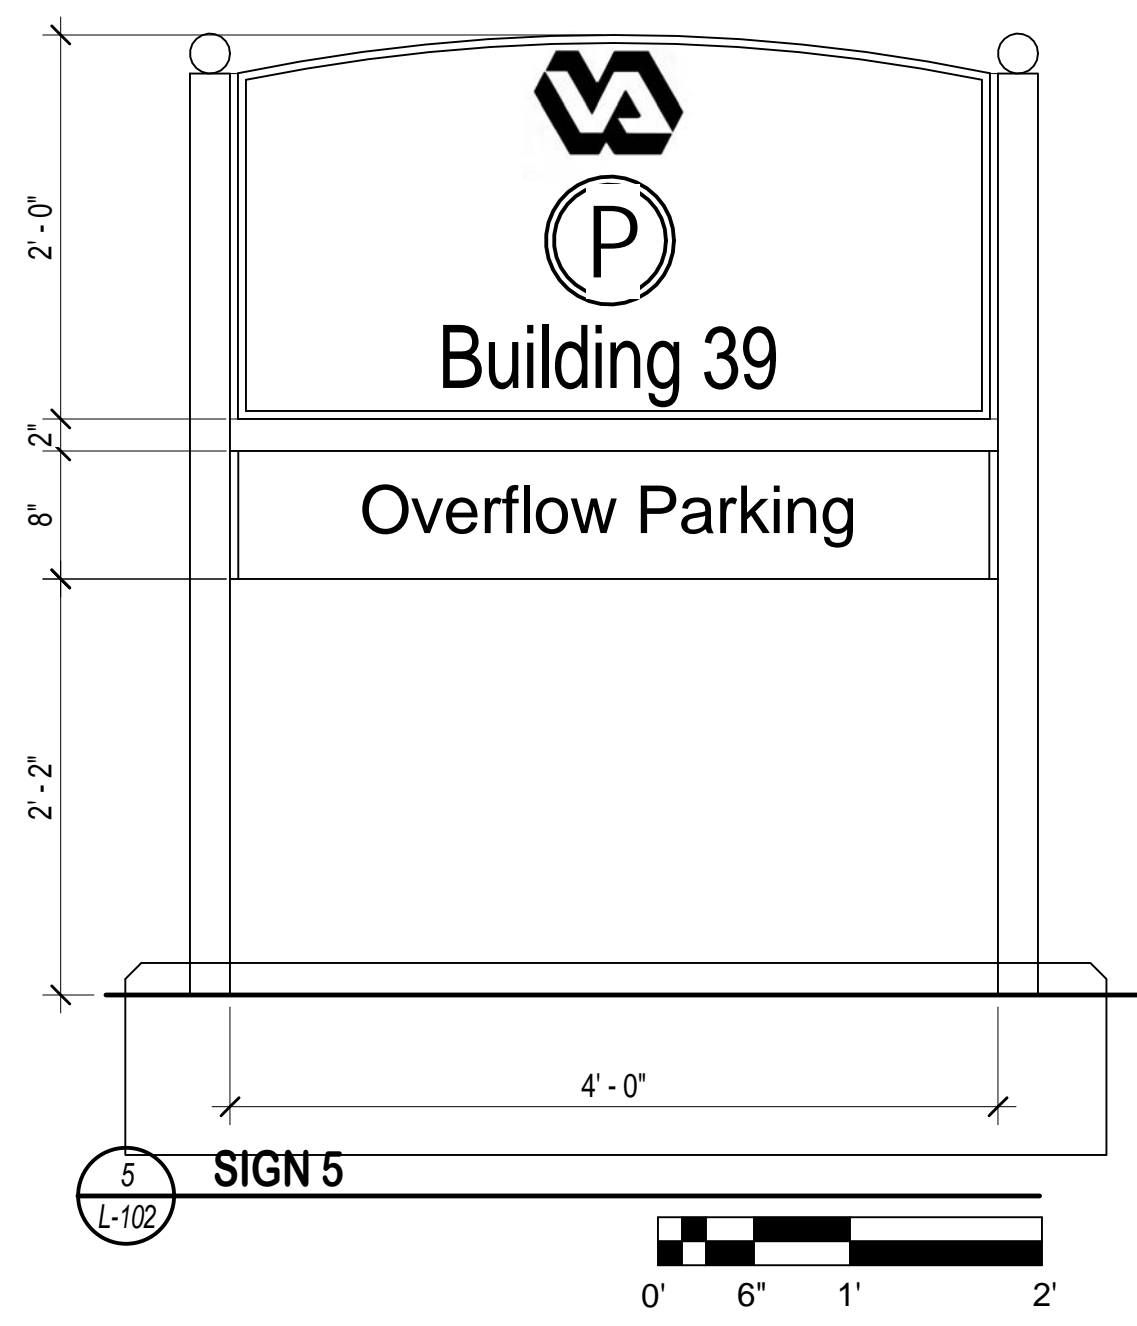 VA
P
Building 39
Overflow Parking
2' - 0"
2"
8"
2' - 2"
4' - 0"
5
L-102
SIGN 5
0' 6" 1' 2'